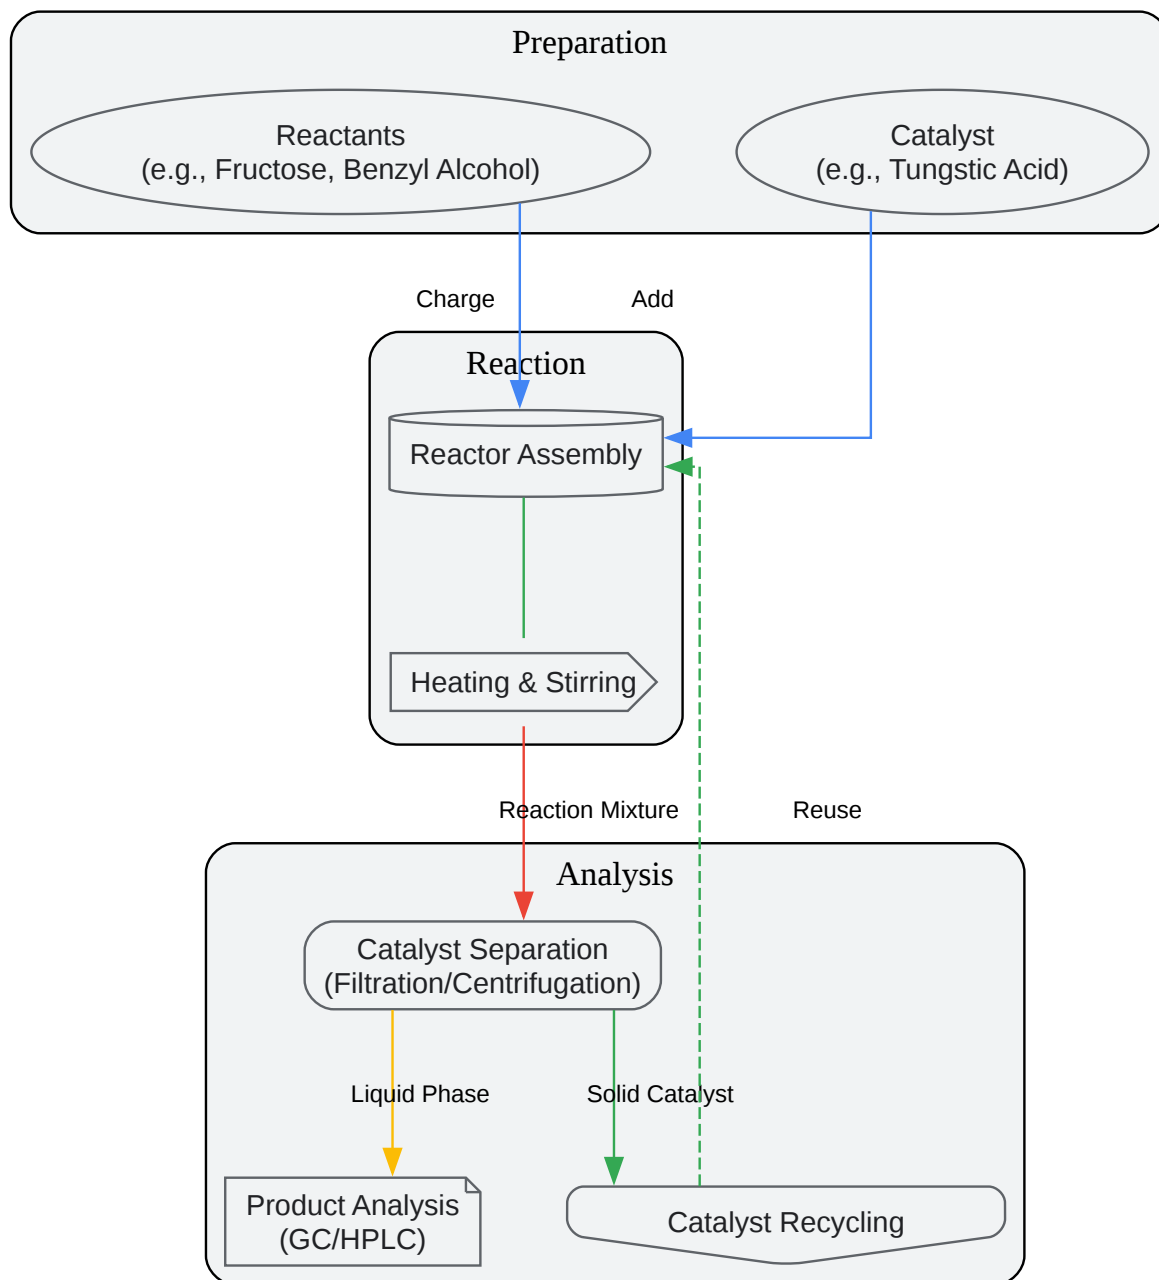 Preparation
Reactants
(e.g., Fructose, Benzyl Alcohol)
Catalyst
(e.g., Tungstic Acid)
Charge
Add
Reaction
Reactor Assembly
Heating & Stirring
Reaction Mixture
Reuse
Analysis
Catalyst Separation
(Filtration/Centrifugation)
Liquid Phase
Solid Catalyst
Product Analysis
(GC/HPLC)
Catalyst Recycling